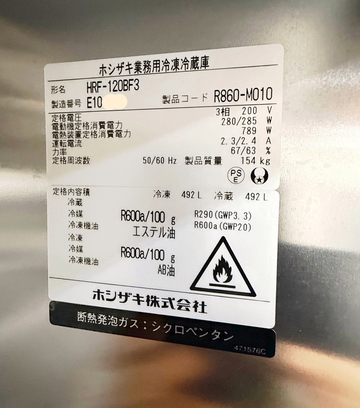 ホシザキ業務用冷凍冷蔵庫
形名 HRF-120BF3
製造番号 E10 製品コード R860-M010
定格電圧 3相 200 V
電動機定格消費電力 280/285 W
電熱装置定格消費電力 789 W
運転電流 2.3/2.4 A
力率 67/63 %
定格周波数 50/60 Hz 製品質量 154 kg
PS E
定格内容積 冷凍 492 L 冷蔵 492 L
冷蔵
冷媒 R600a/100 g R290(GWP3.3)
冷凍機油 エステル油 R600a(GWP20)
冷凍
冷媒 R600a/100 g
冷凍機油 AB油
ホシザキ株式会社
断熱発泡ガス：シクロペンタン
471576C